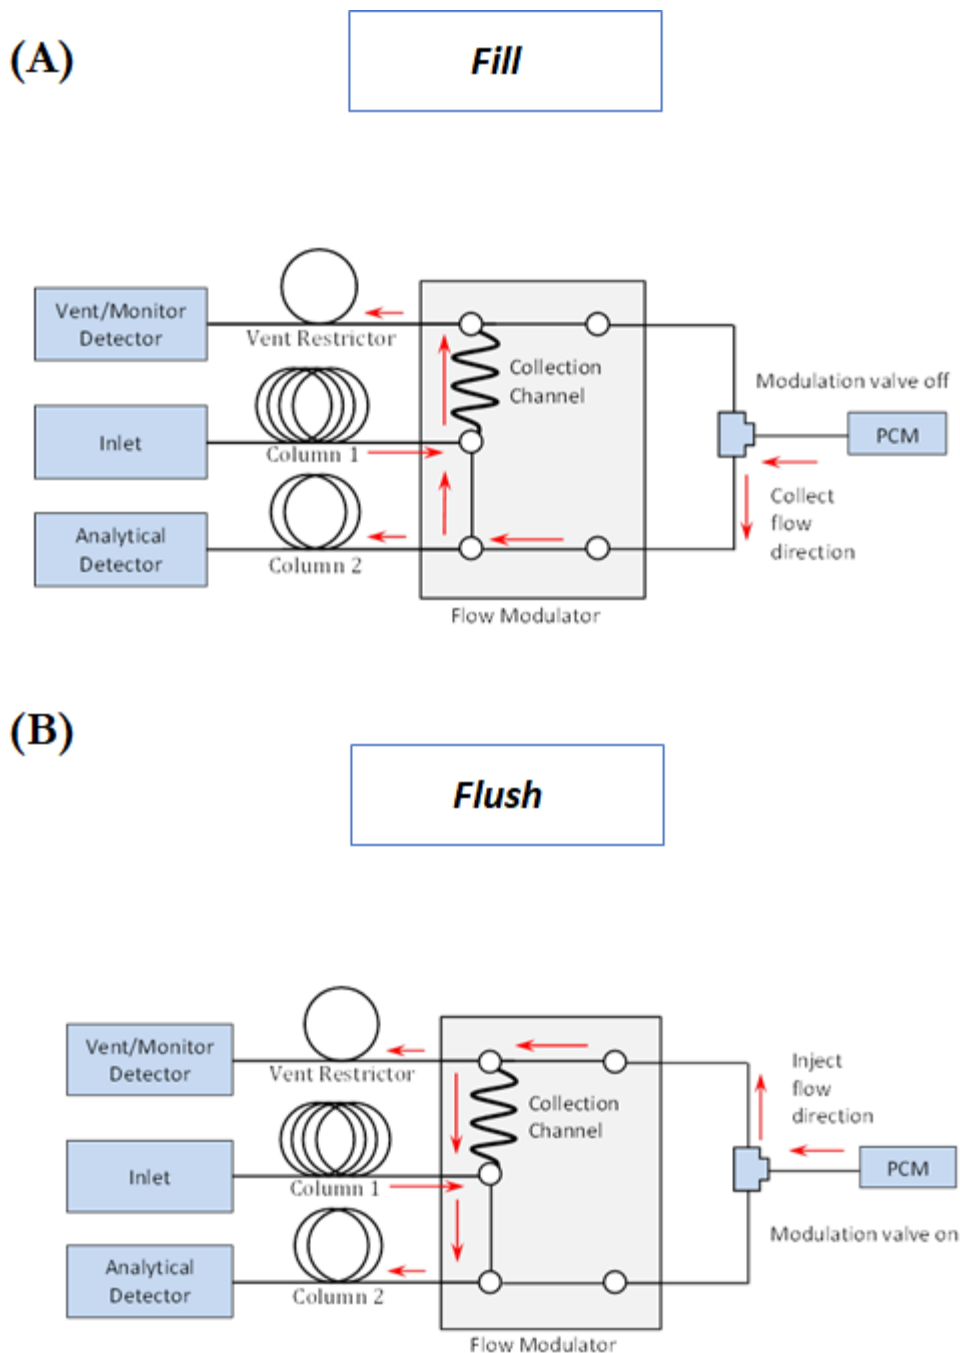 (A)
Fill
Vent/Monitor
Detector
Vent Restrictor
Collection
Channel
Modulation valve off
Inlet
Column 1
PCM
Collect
flow
direction
Analytical
Detector
Column 2
Flow Modulator
(B)
Flush
Vent/Monitor
Detector
Vent Restrictor
Collection
Channel
Inject
flow
direction
Inlet
Column 1
PCM
Modulation valve on
Analytical
Detector
Column 2
Flow Modulator